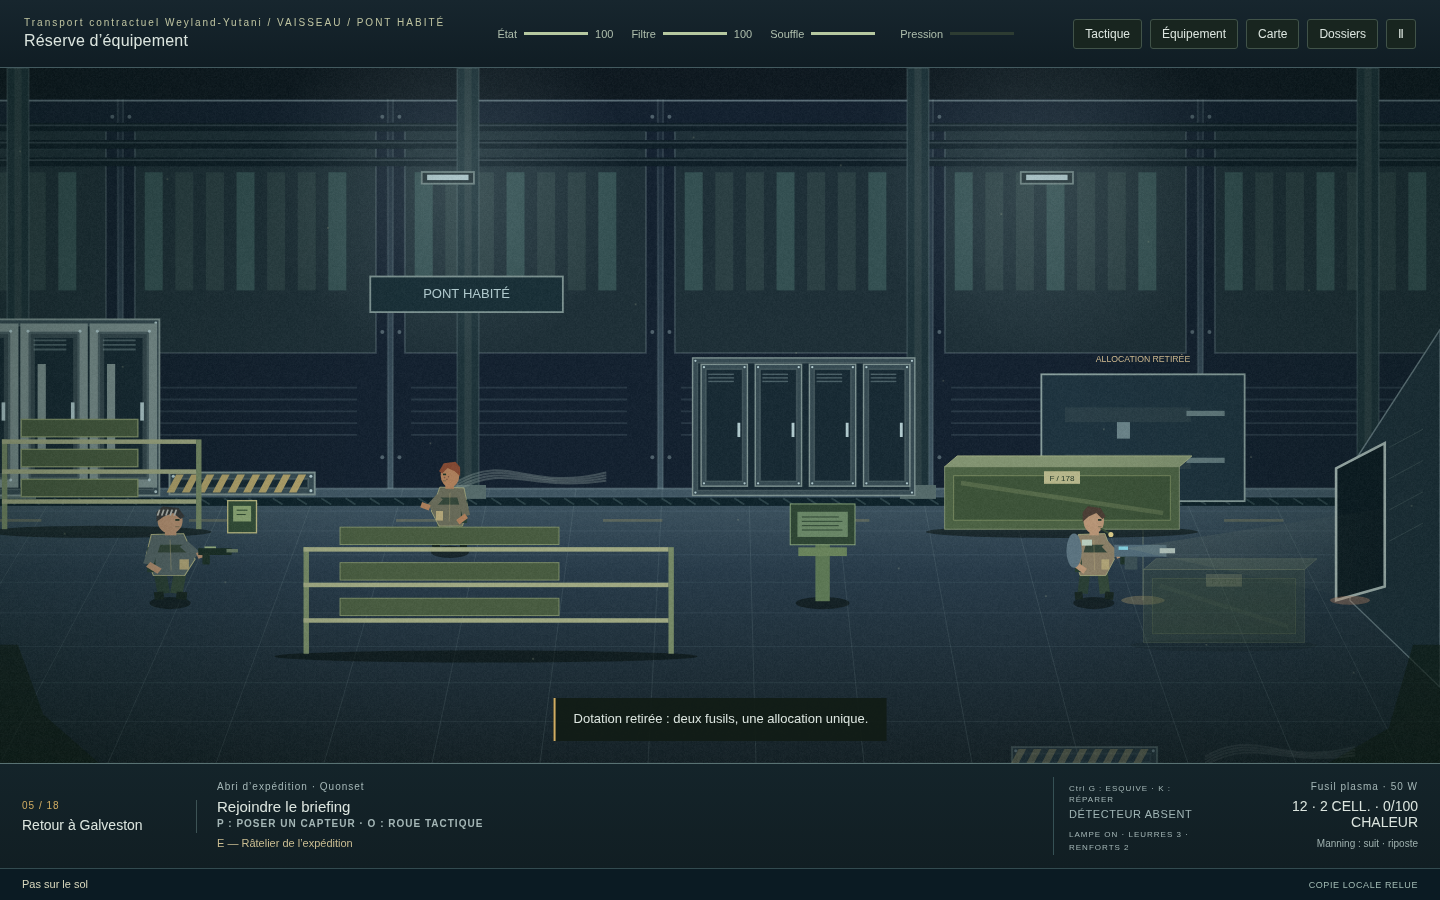 Transport contractuel Weyland-Yutani / VAISSEAU / PONT HABITÉ
Réserve d'équipement
État 100 Filtre 100 Souffle Pression
Tactique Équipement Carte Dossiers II
PONT HABITÉ
ALLOCATION RETIRÉE
F / 178
Dotation retirée : deux fusils, une allocation unique.
05 / 18
Retour à Galveston
Abri d'expédition · Quonset
Rejoindre le briefing
P : POSER UN CAPTEUR · O : ROUE TACTIQUE
E — Râtelier de l'expédition
Ctrl G : ESQUIVE · K :
RÉPARER
DÉTECTEUR ABSENT
LAMPE ON · LEURRES 3 ·
RENFORTS 2
Fusil plasma · 50 W
12 · 2 CELL. · 0/100
CHALEUR
Manning : suit · riposte
Pas sur le sol
COPIE LOCALE RELUE